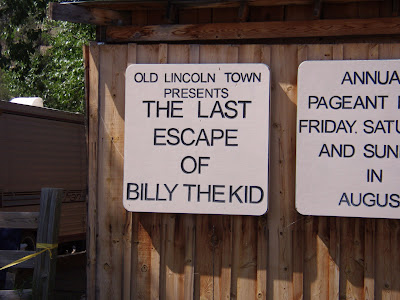 OLD LINCOLN TOWN
PRESENTS
THE LAST
ESCAPE
OF
BILLY THE KID
ANNUA
PAGEANT
FRIDAY. SATU
AND SUN
IN
AUGUS